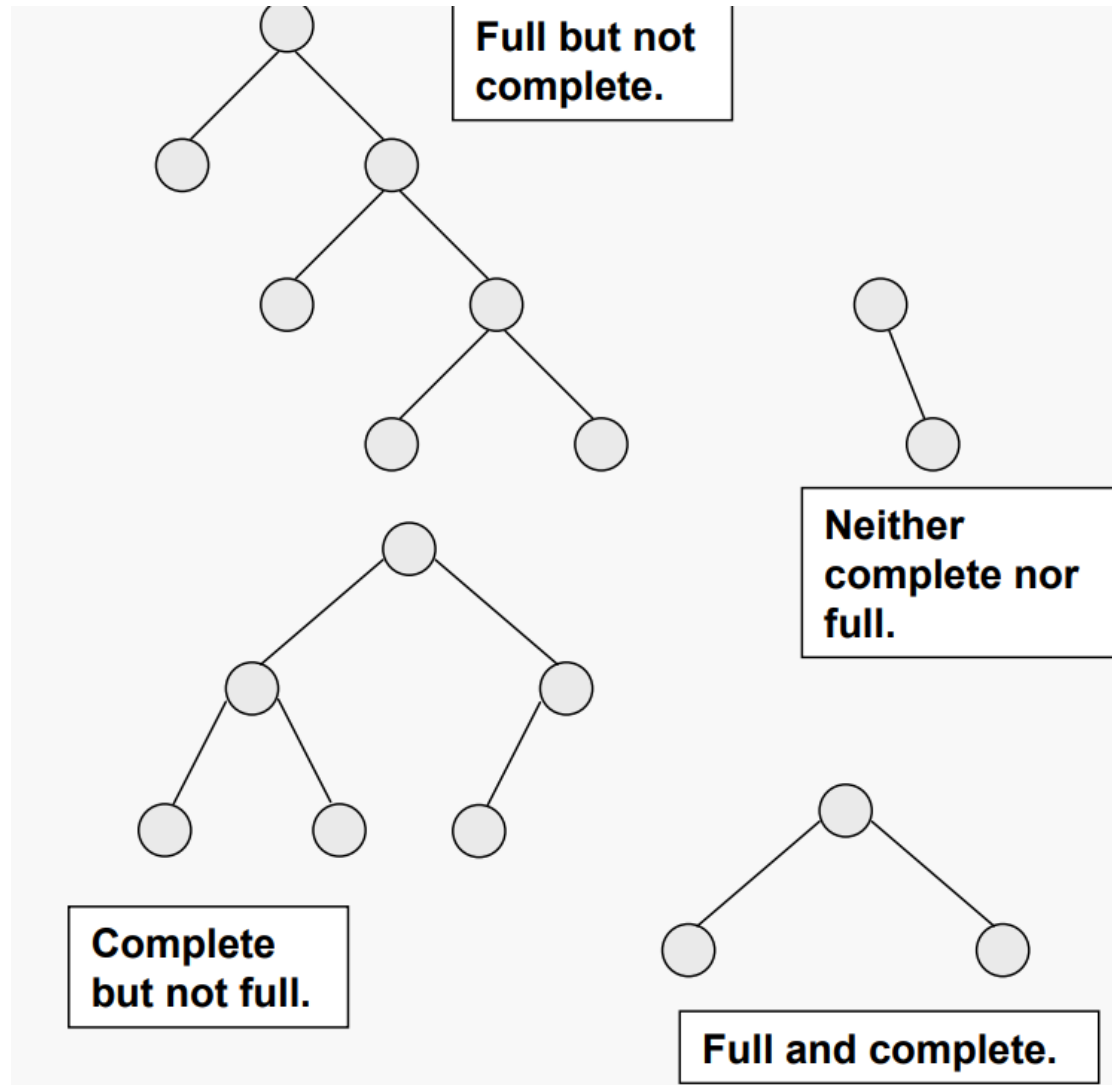 Full but not
complete.
Neither
complete nor
full.
Complete
but not full.
Full and complete.